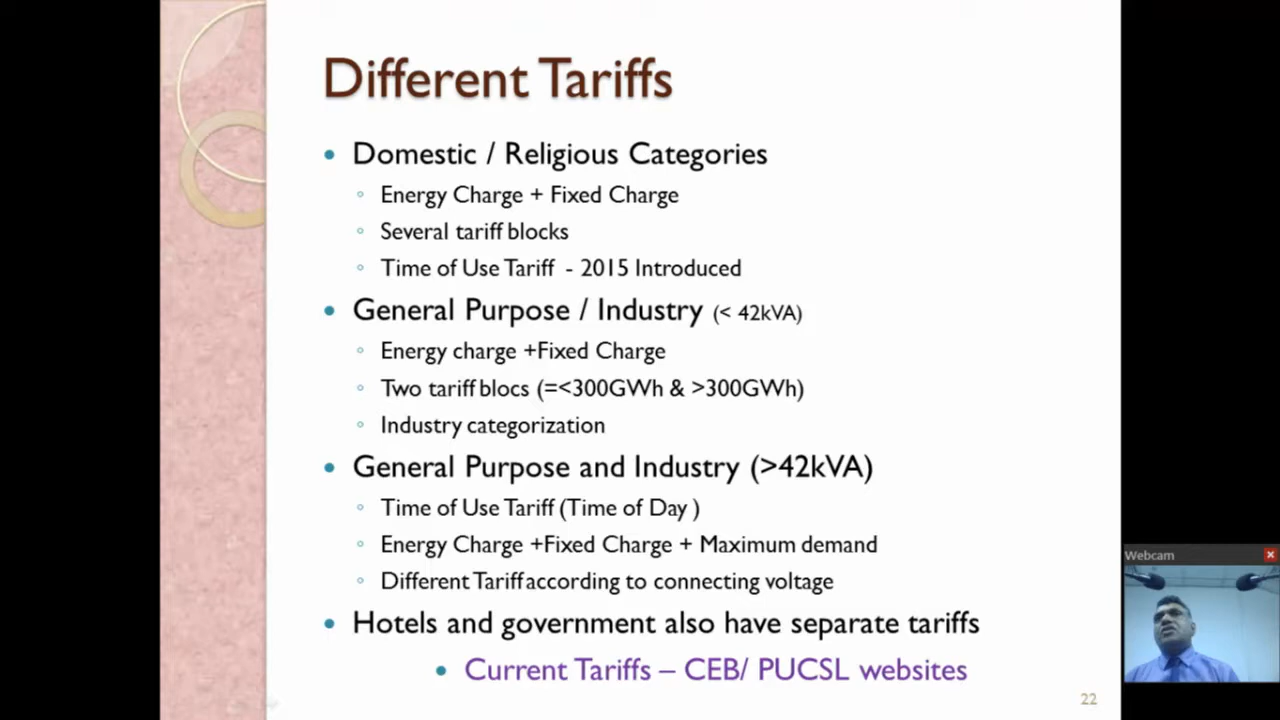 Different Tariffs
Domestic / Religious Categories
Energy Charge + Fixed Charge
Several tariff blocks
Time of Use Tariff - 2015 Introduced
General Purpose / Industry (< 42kVA)
Energy charge +Fixed Charge
Two tariff blocs (=<300GWh & >300GWh)
Industry categorization
General Purpose and Industry (>42kVA)
Time of Use Tariff (Time of Day )
Energy Charge +Fixed Charge + Maximum demand
Different Tariff according to connecting voltage
Hotels and government also have separate tariffs
Current Tariffs – CEB/ PUCSL websites
22
Webcam